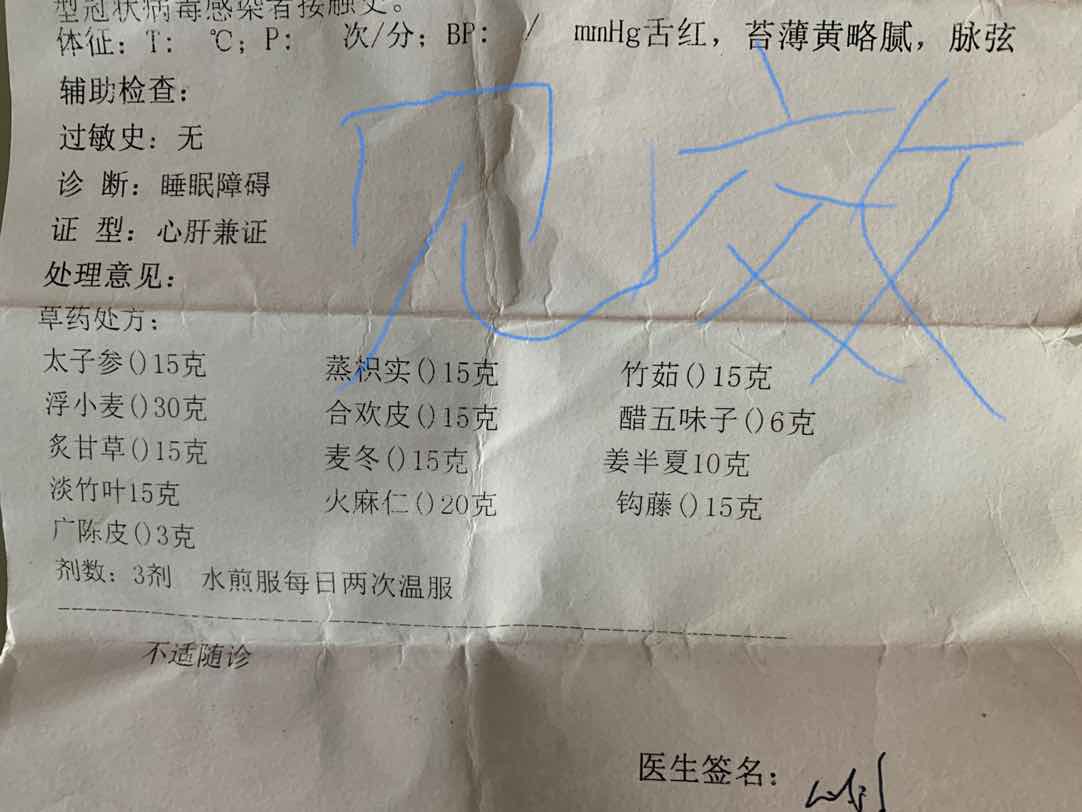 型冠状病毒感染者接触史。
体征：T： ℃；P： 次/分；BP： / mmHg舌红，苔薄黄略腻，脉弦
辅助检查：
过敏史：无
诊 断：睡眠障碍
证 型：心肝兼证
处理意见：
见效
草药处方：
太子参()15克 蒸枳实()15克 竹茹()15克
浮小麦()30克 合欢皮()15克 醋五味子()6克
炙甘草()15克 麦冬()15克 姜半夏10克
淡竹叶15克 火麻仁()20克 钩藤()15克
广陈皮()3克
剂数：3剂 水煎服每日两次温服
不适随诊
医生签名：